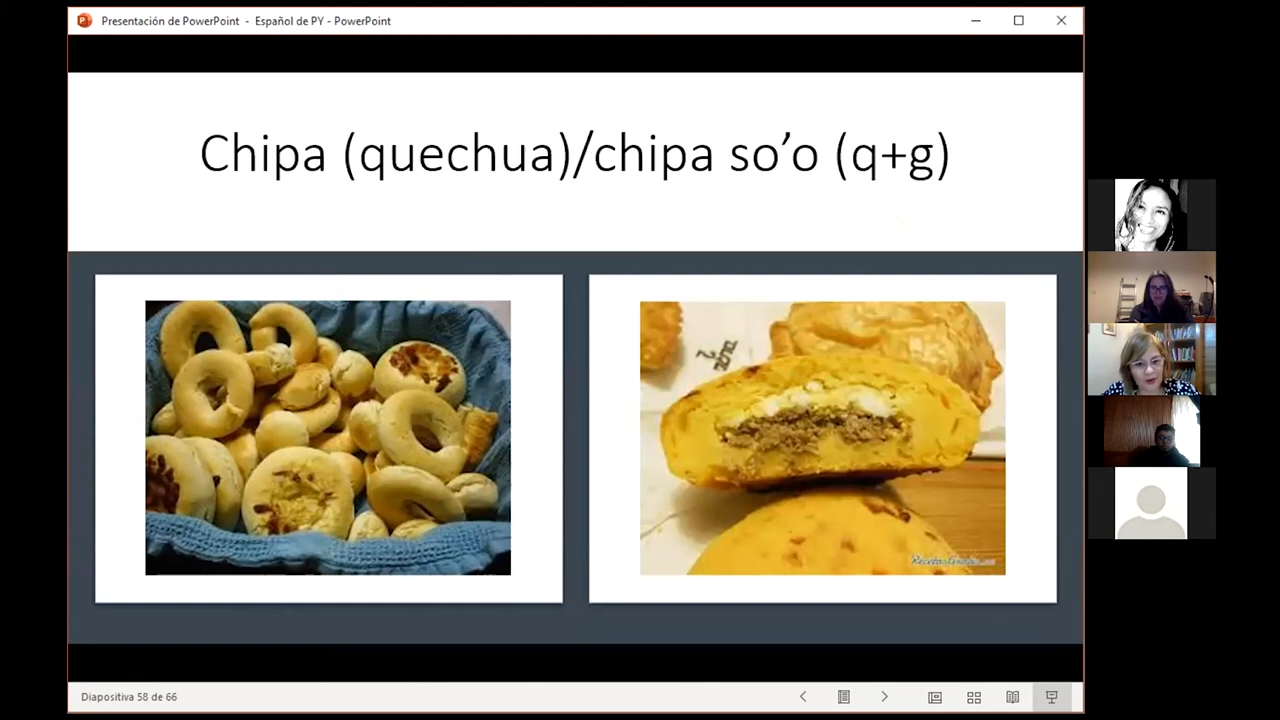 Presentación de PowerPoint - Español de PY - PowerPoint
Chipa (quechua)/chipa so’o (q+g)
Diapositiva 58 de 66